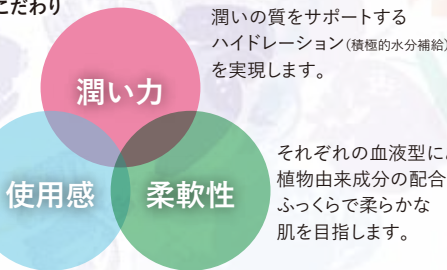 こだわり
潤いの質をサポートする
ハイドレーション(積極的水分補給)
を実現します。
潤い力
使用感
柔軟性
それぞれの血液型に
植物由来成分の配合
ふっくらで柔らかな
肌を目指します。